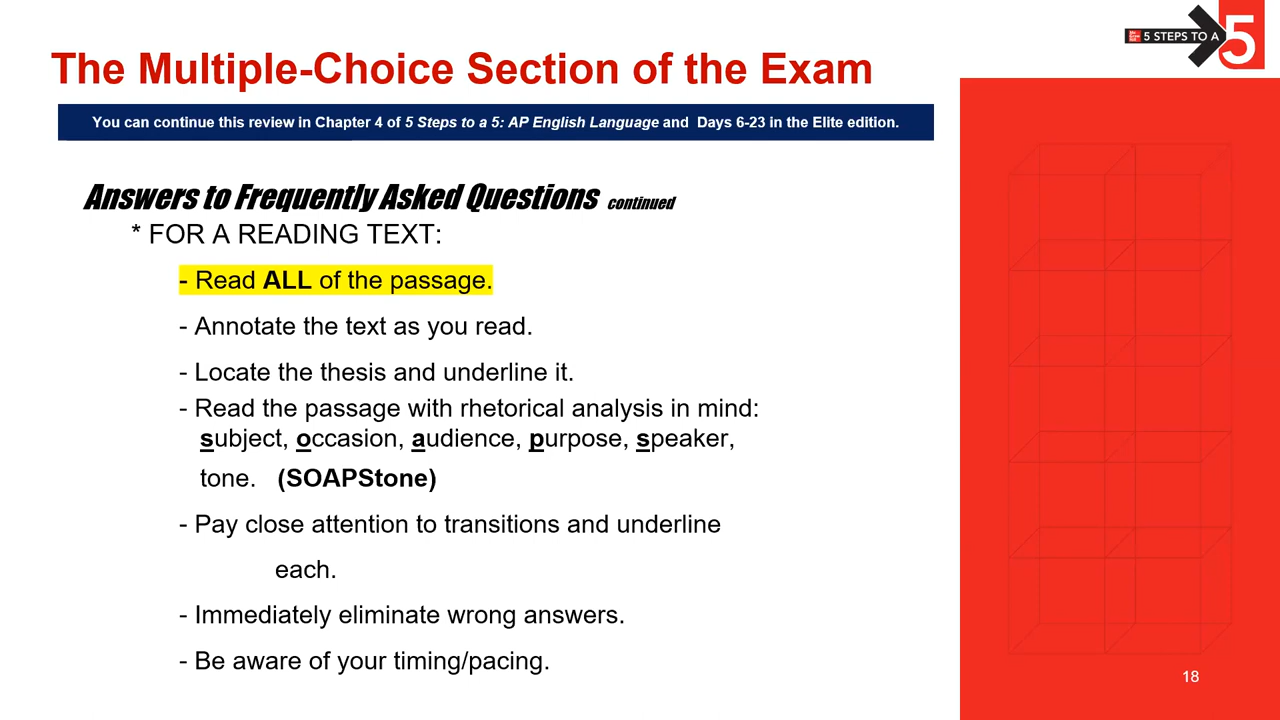 5 STEPS TO A 5
The Multiple-Choice Section of the Exam
You can continue this review in Chapter 4 of 5 Steps to a 5: AP English Language and Days 6-23 in the Elite edition.
Answers to Frequently Asked Questions continued
* FOR A READING TEXT:
- Read ALL of the passage.
- Annotate the text as you read.
- Locate the thesis and underline it.
- Read the passage with rhetorical analysis in mind:
subject, occasion, audience, purpose, speaker,
tone. (SOAPStone)
- Pay close attention to transitions and underline
each.
- Immediately eliminate wrong answers.
- Be aware of your timing/pacing.
18